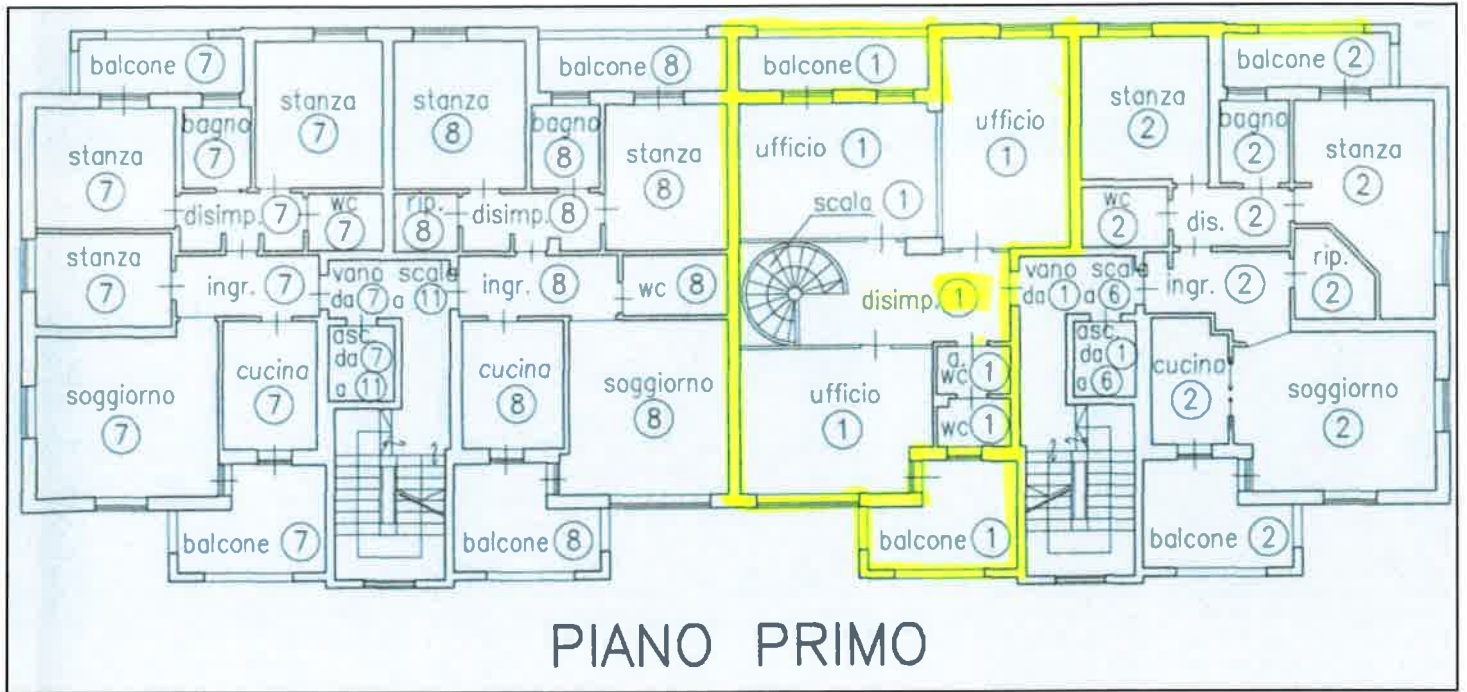 balcone 7
balcone 8
balcone 1
balcone 2
stanza 7
stanza 8
ufficio 1
stanza 2
bagno 7
bagno 8
bagno 2
stanza 7
stanza 8
ufficio 1
stanza 2
scala 1
disimp. 7
wc 7
rip. 8
disimp. 8
wc 2
dis. 2
stanza 7
ingr. 7
vano scale
da 7 a 11
ingr. 8
wc 8
disimp. 1
vano scale
da 1 a 6
ingr. 2
rip. 2
asc.
da 7
a 11
asc.
da 1
a 6
a. wc 1
wc 1
soggiorno 7
cucina 7
cucina 8
soggiorno 8
ufficio 1
cucina 2
soggiorno 2
balcone 7
balcone 8
balcone 1
balcone 2
PIANO PRIMO